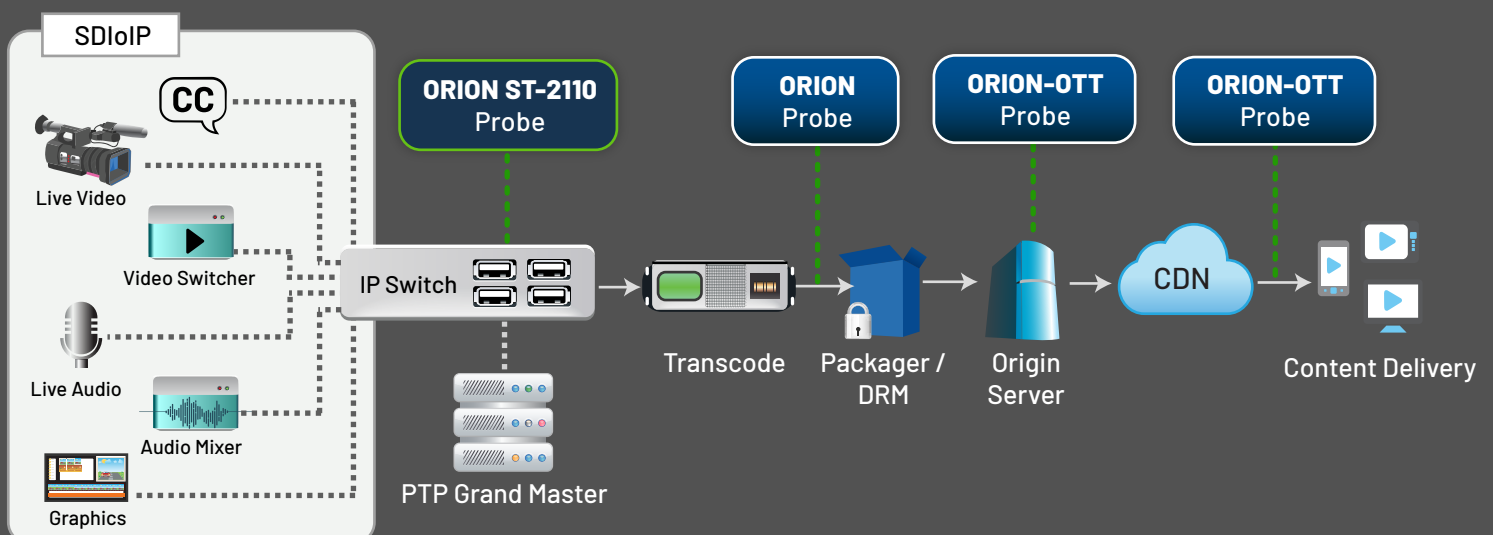 SDIoIP
CC
Live Video
Video Switcher
Live Audio
Audio Mixer
Graphics
ORION ST-2110
Probe
IP Switch
PTP Grand Master
Transcode
ORION
Probe
Packager /
DRM
ORION-OTT
Probe
Origin
Server
CDN
ORION-OTT
Probe
Content Delivery